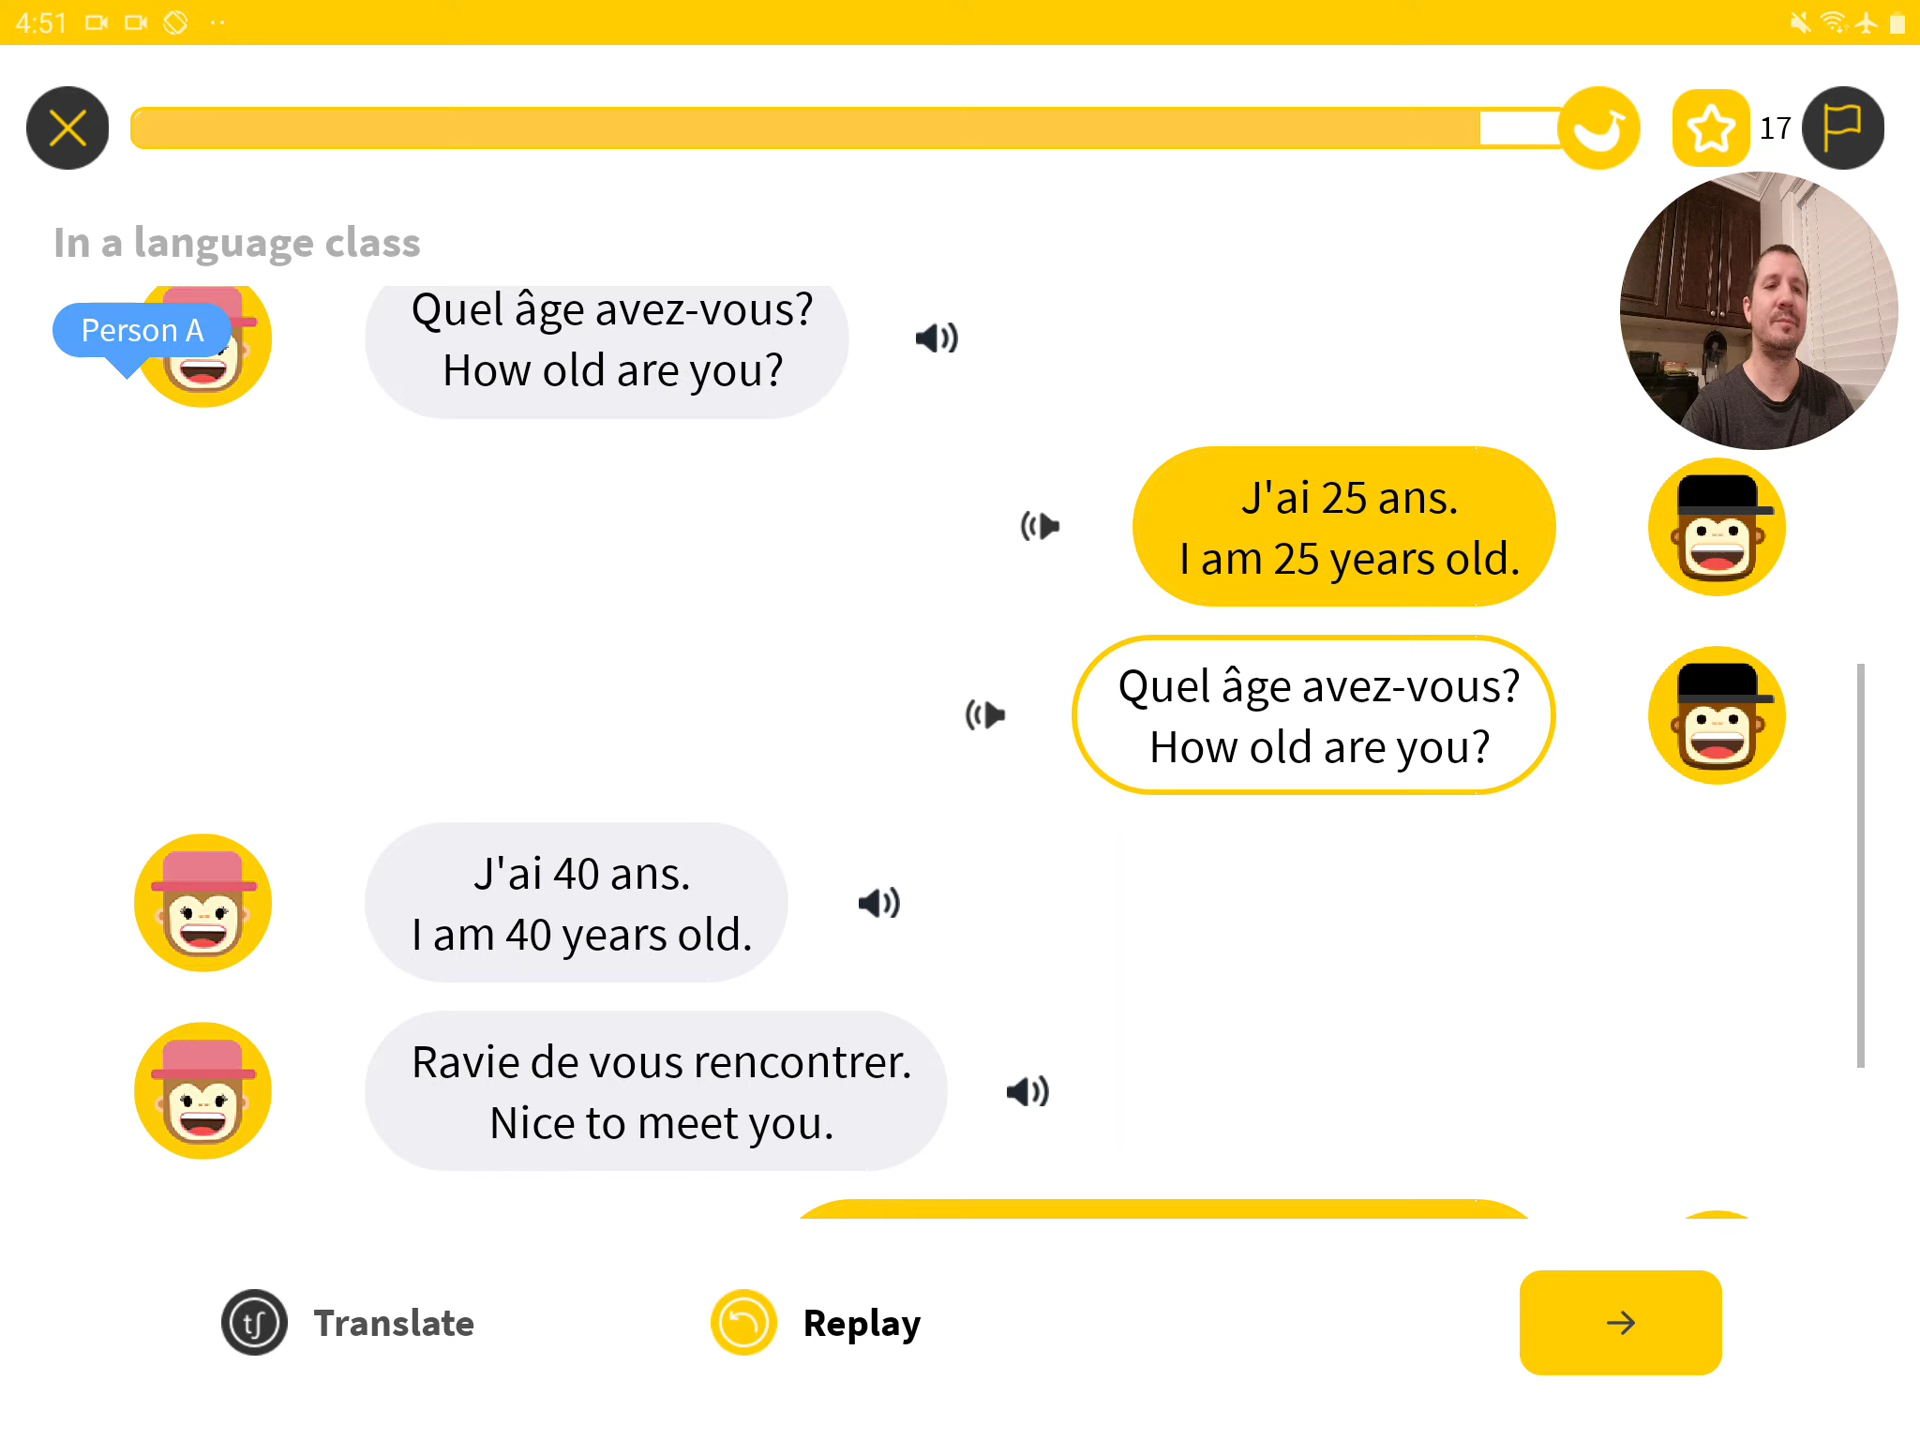 4:51
17
In a language class
Person A
Quel âge avez-vous?
How old are you?
J'ai 25 ans.
I am 25 years old.
Quel âge avez-vous?
How old are you?
J'ai 40 ans.
I am 40 years old.
Ravie de vous rencontrer.
Nice to meet you.
Translate
Replay